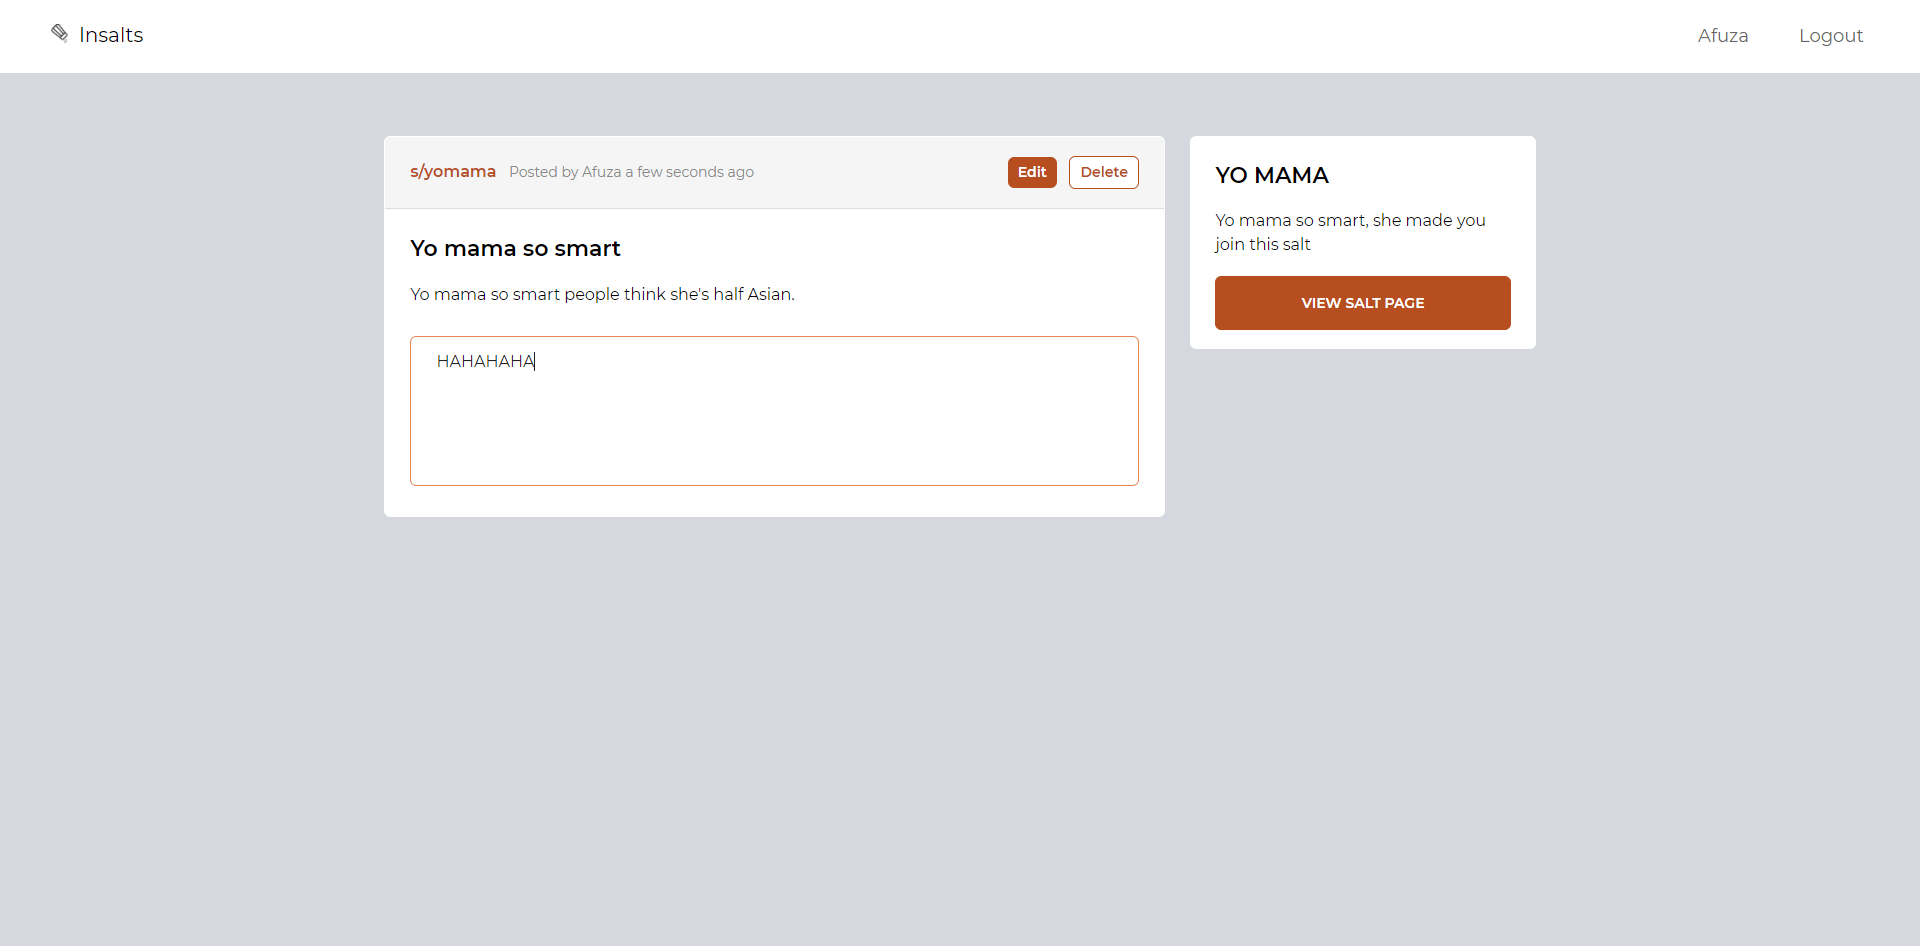 Insalts
Afuza
Logout
s/yomama Posted by Afuza a few seconds ago
Edit
Delete
Yo mama so smart
Yo mama so smart people think she's half Asian.
HAHAHAHA
YO MAMA
Yo mama so smart, she made you
join this salt
VIEW SALT PAGE